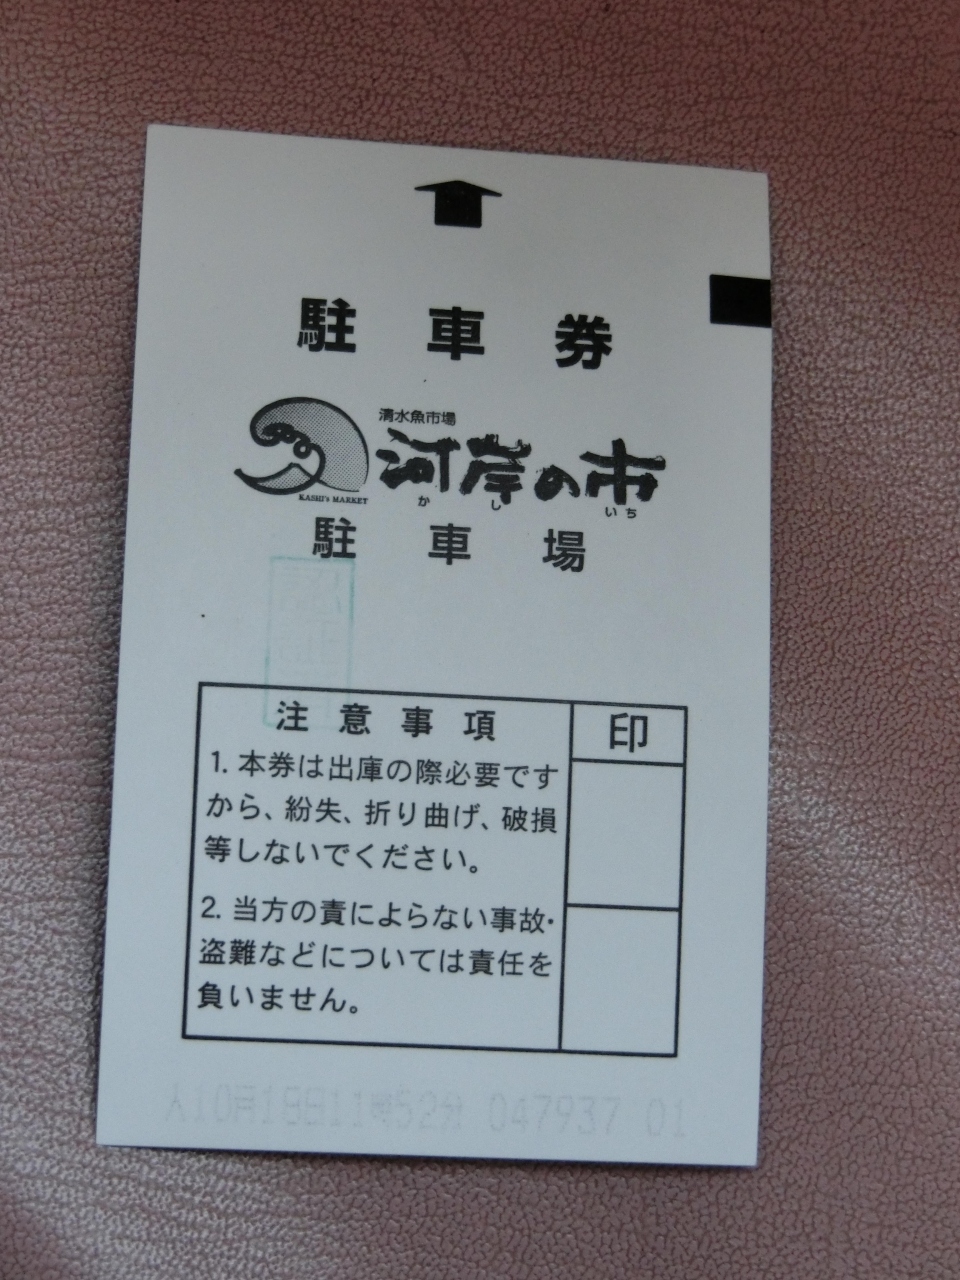 駐車券
清水魚市場
河岸の市
かし いち
KASHI's MARKET
駐車場
注意事項
印
1. 本券は出庫の際必要です
から、紛失、折り曲げ、破損
等しないでください。
2. 当方の責によらない事故・
盗難などについては責任を
負いません。
入10月18日11時52分 047937 01